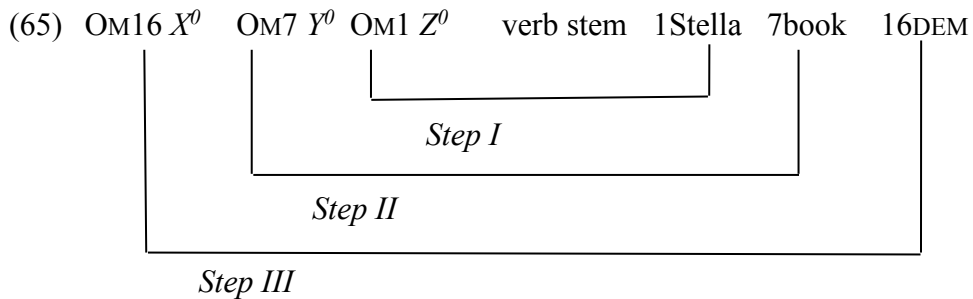 (65) OM16 X⁰ OM7 Y⁰ OM1 Z⁰ verb stem 1Stella 7book 16DEM
Step I
Step II
Step III